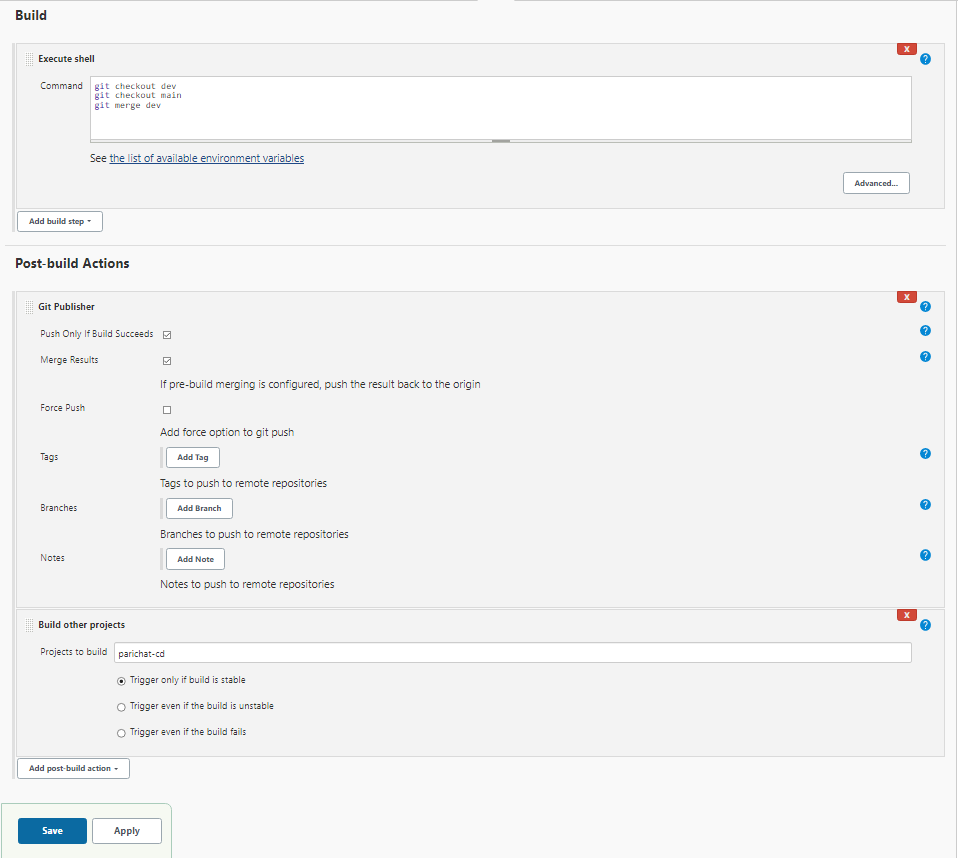 Build
X
Execute shell
?
Command
git checkout dev
git checkout main
git merge dev
See the list of available environment variables
Advanced...
Add build step
Post-build Actions
X
Git Publisher
?
Push Only If Build Succeeds
?
Merge Results
?
If pre-build merging is configured, push the result back to the origin
Force Push
Add force option to git push
Tags
Add Tag
?
Tags to push to remote repositories
Branches
Add Branch
?
Branches to push to remote repositories
Notes
Add Note
?
Notes to push to remote repositories
X
Build other projects
?
Projects to build
parichat-cd
Trigger only if build is stable
Trigger even if the build is unstable
Trigger even if the build fails
Add post-build action
Save
Apply